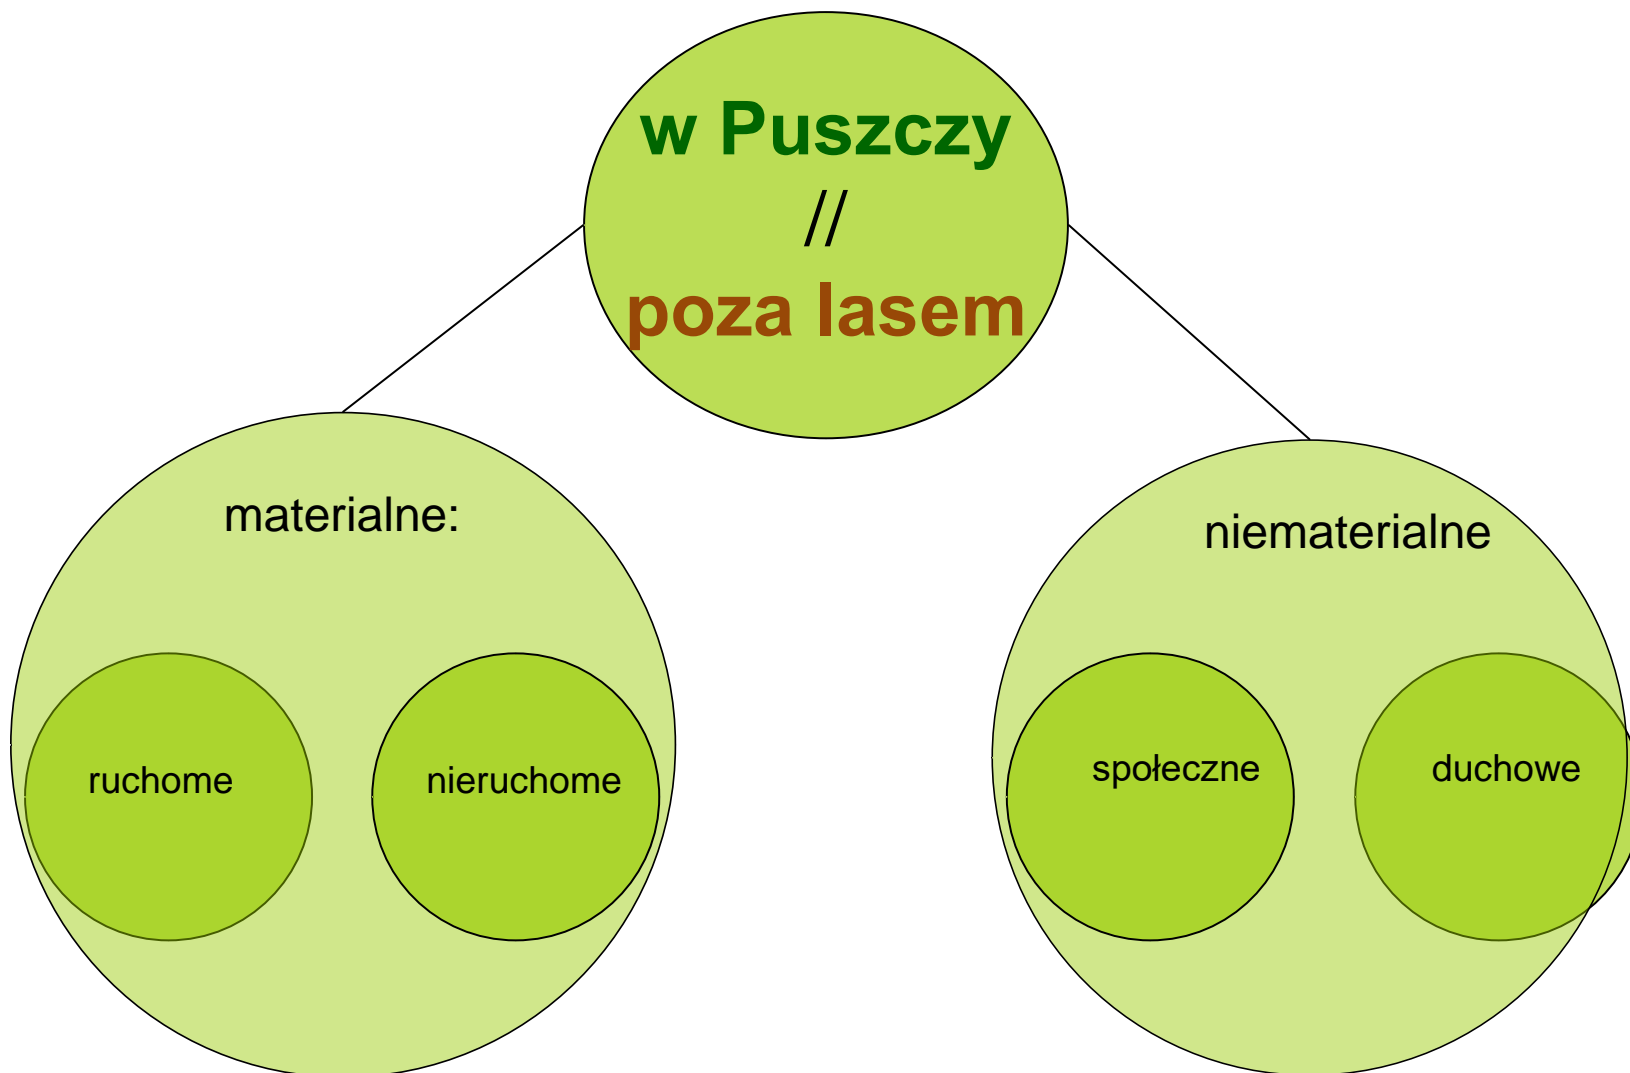 w Puszczy
//
poza lasem
materialne:
niematerialne
ruchome
nieruchome
społeczne
duchowe